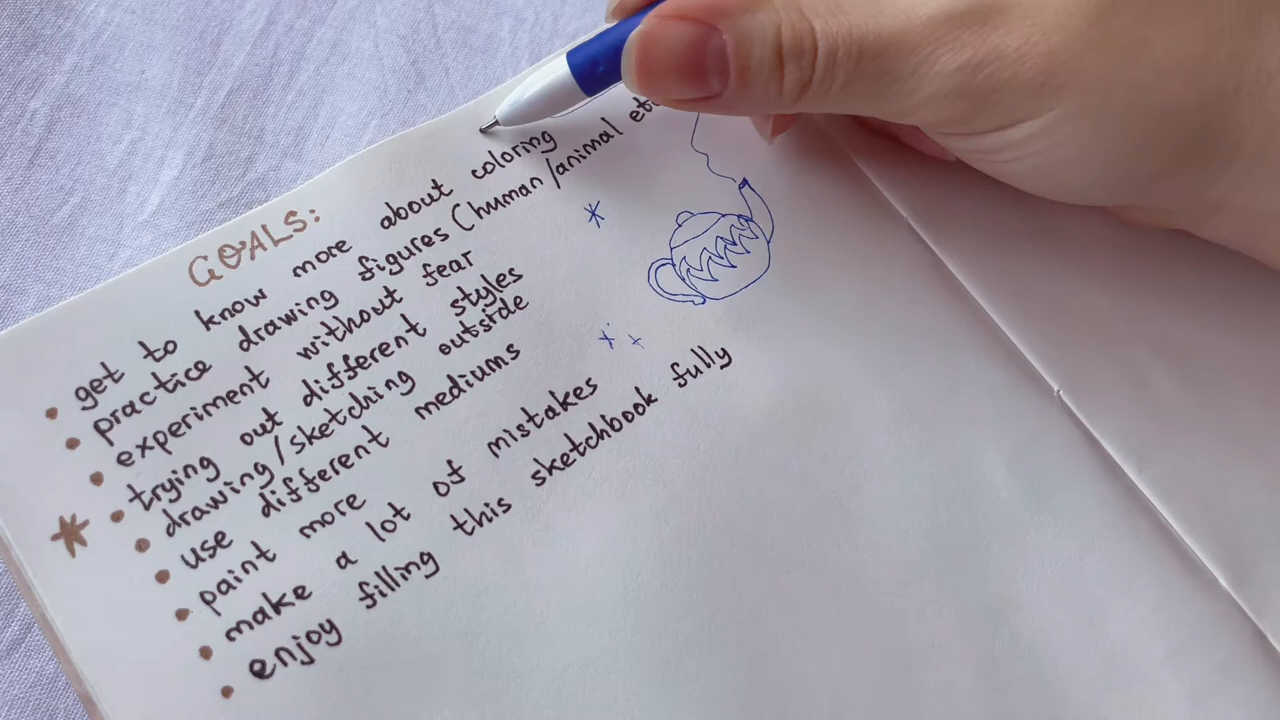 GOALS:
get to know more about coloring
practice drawing figures (human/animal etc
experiment without fear
trying out different styles
drawing/sketching outside
use different mediums
paint more
make a lot of mistakes
enjoy filling this sketchbook fully